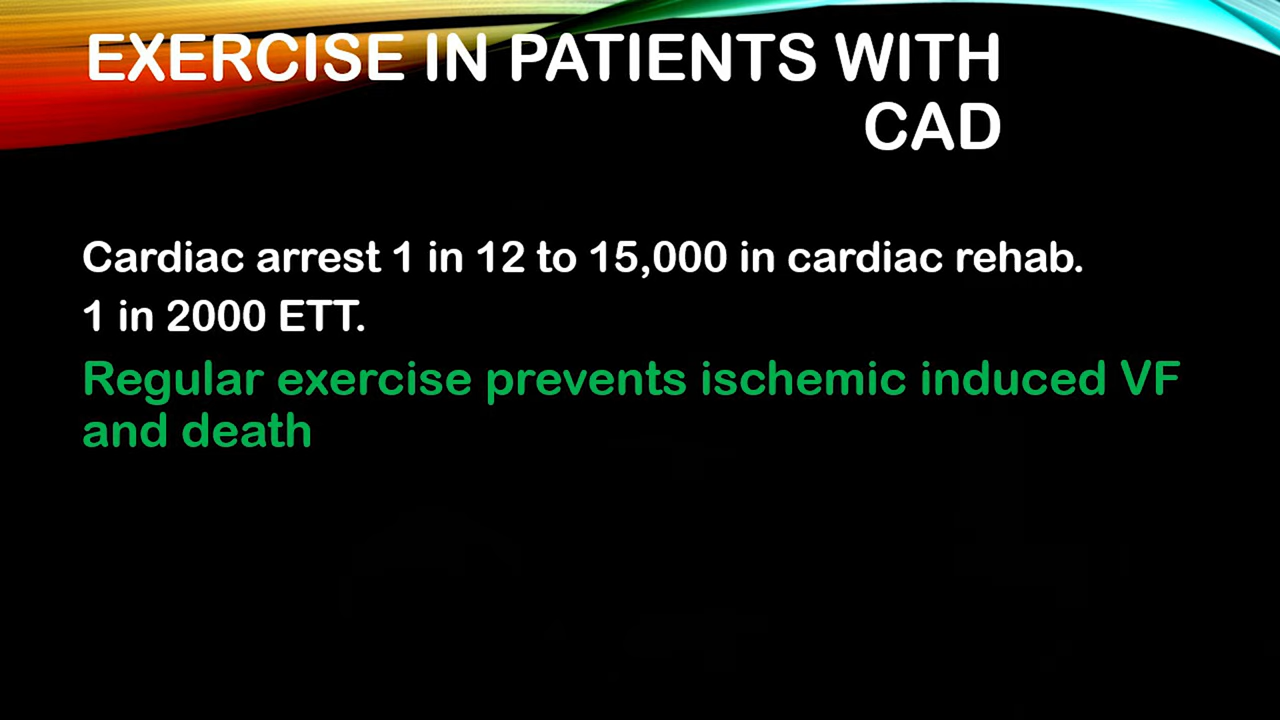 EXERCISE IN PATIENTS WITH
CAD
Cardiac arrest 1 in 12 to 15,000 in cardiac rehab.
1 in 2000 ETT.
Regular exercise prevents ischemic induced VF
and death